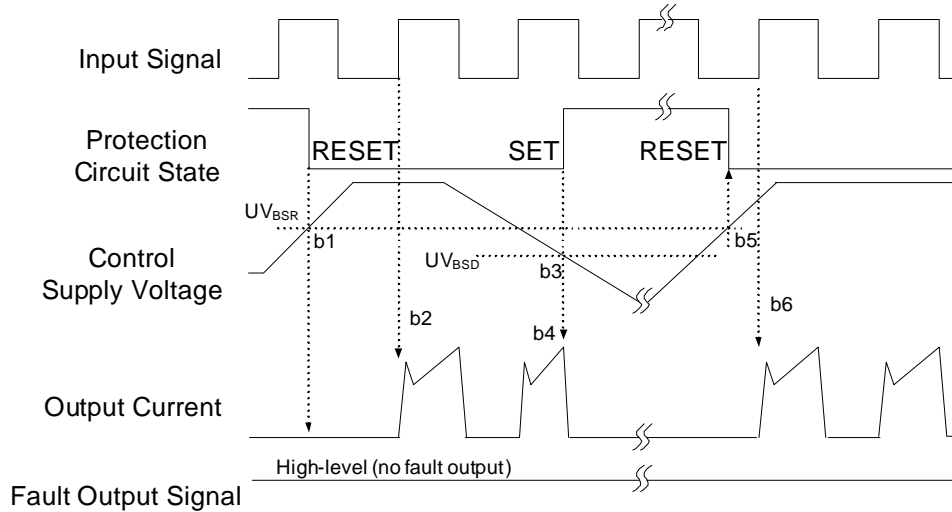 Input Signal
Protection
Circuit State
RESET
SET
RESET
UVBSR
b1
b5
UVBSD
b3
Control
Supply Voltage
b2
b4
b6
Output Current
High-level (no fault output)
Fault Output Signal